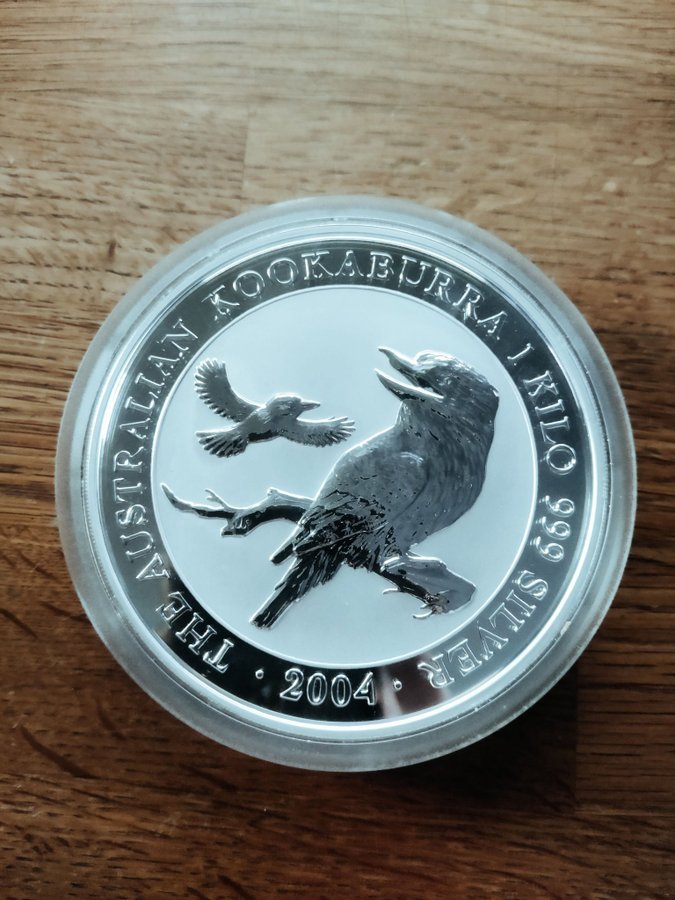 THE AUSTRALIAN KOOKABURRA 1 KILO 999 SILVER
· 2004 ·